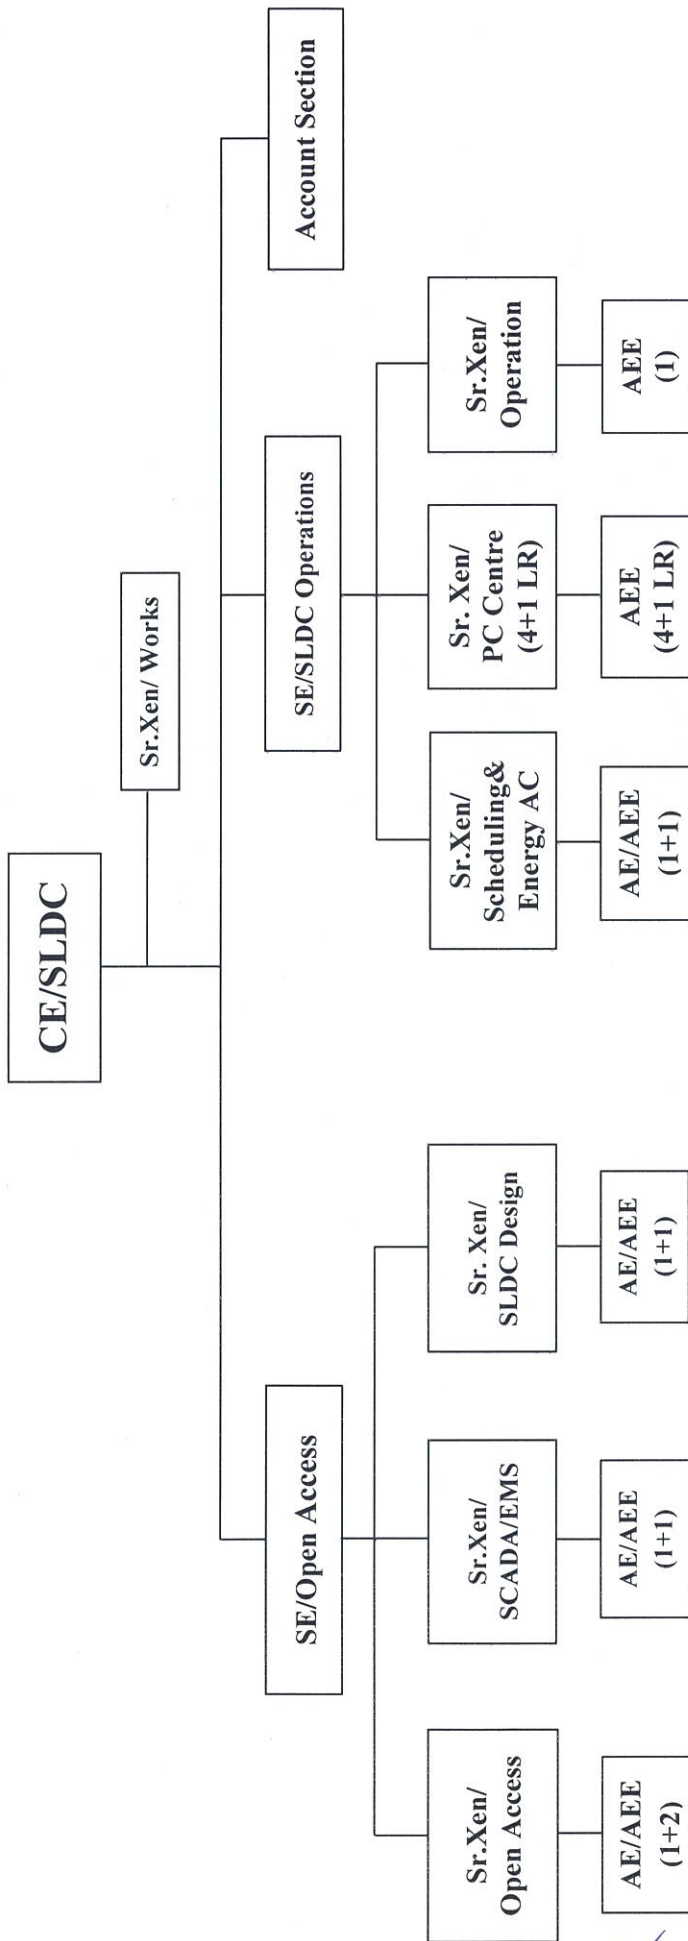 CE/SLDC
Sr.Xen/ Works
SE/Open Access
SE/SLDC Operations
Account Section
Sr.Xen/
Open Access
Sr.Xen/
SCADA/EMS
Sr. Xen/
SLDC Design
Sr.Xen/
Scheduling&
Energy AC
Sr. Xen/
PC Centre
(4+1 LR)
Sr.Xen/
Operation
AE/AEE
(1+2)
AE/AEE
(1+1)
AE/AEE
(1+1)
AE/AEE
(1+1)
AEE
(4+1 LR)
AEE
(1)